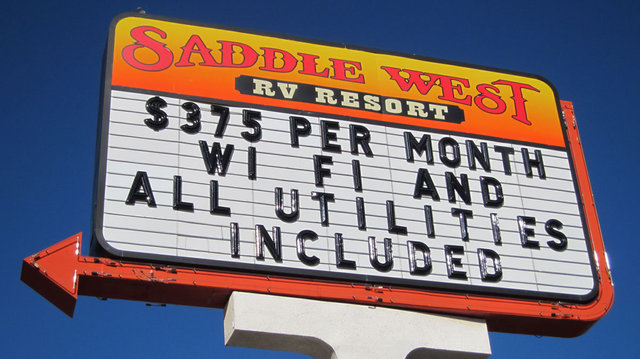 SADDLE WEST
RV RESORT
$375 PER MONTH
WI FI AND
ALL UTILITIES
INCLUDED